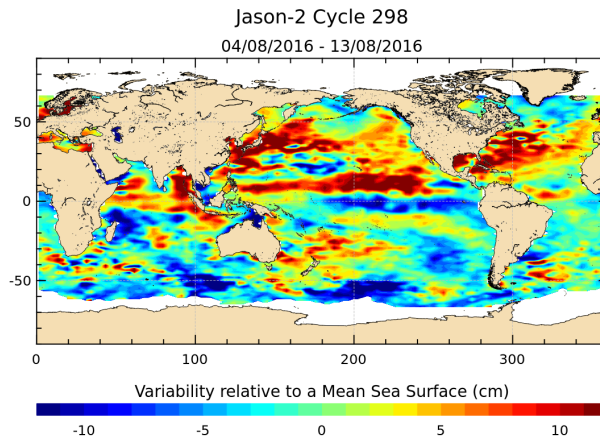 Jason-2 Cycle 298
04/08/2016 - 13/08/2016
50
0
-50
0 100 200 300
Variability relative to a Mean Sea Surface (cm)
-10 -5 0 5 10